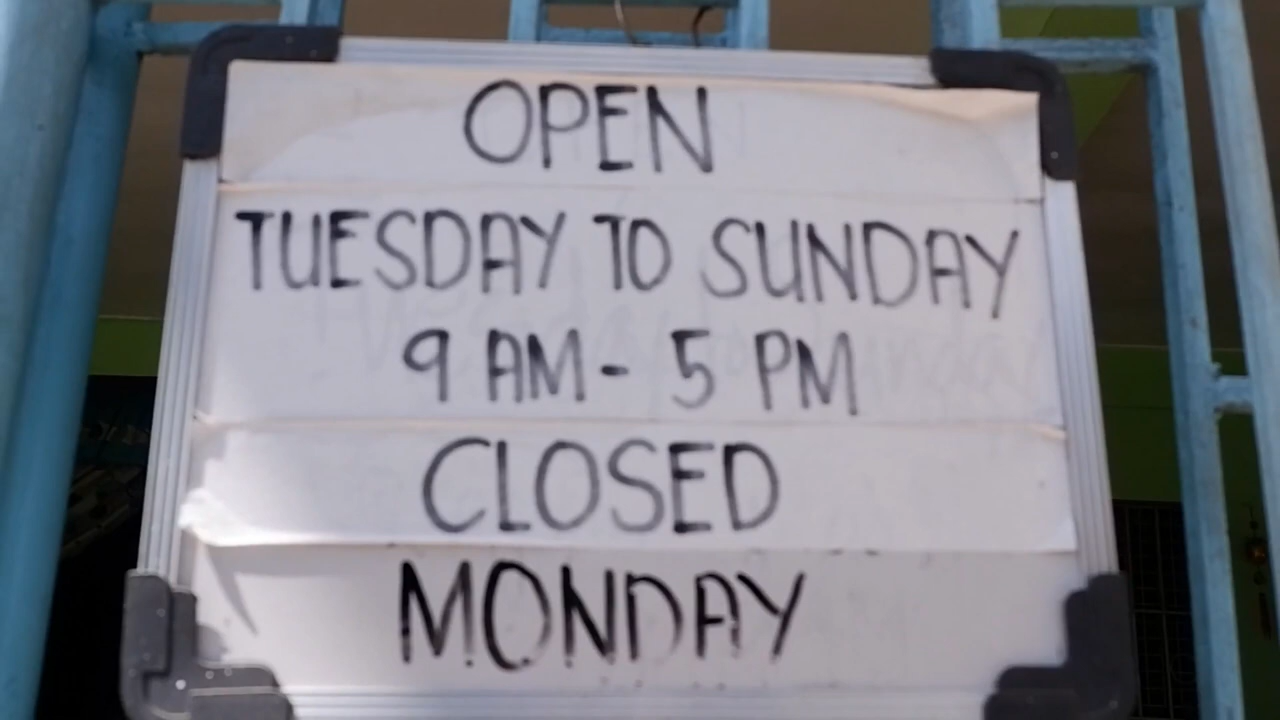 OPEN
TUESDAY TO SUNDAY
9 AM - 5 PM
CLOSED
MONDAY